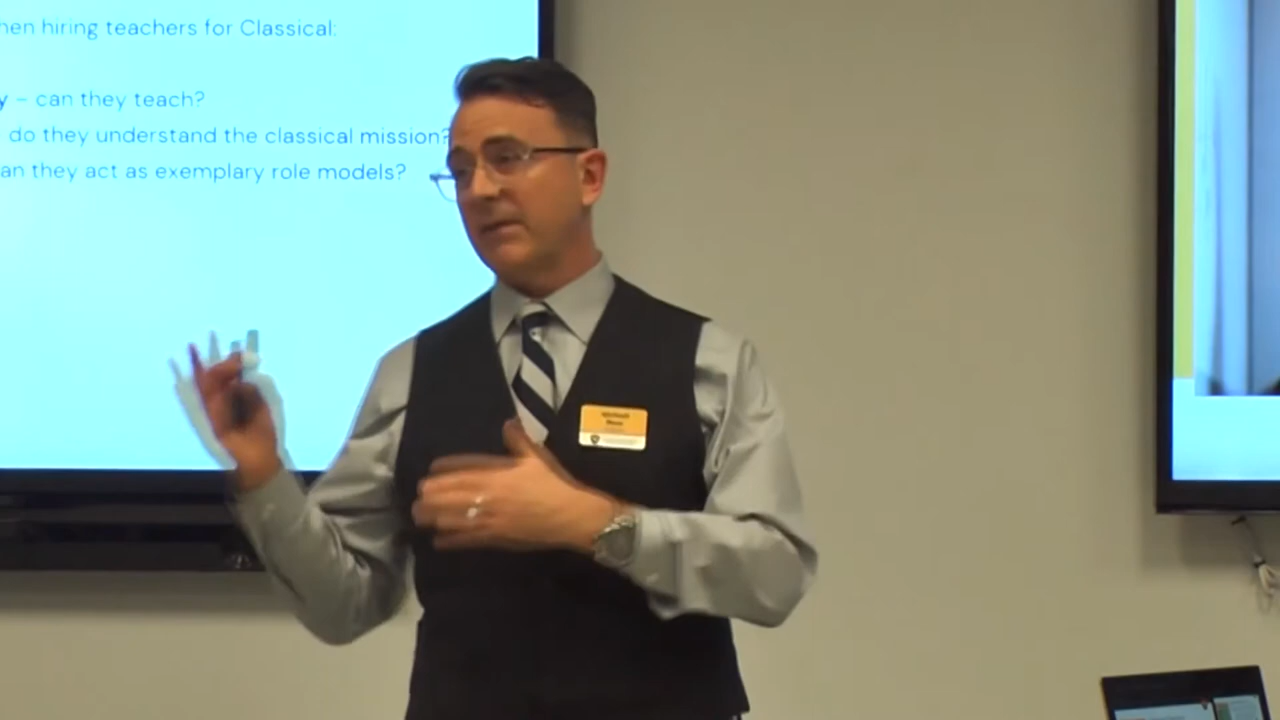 hen hiring teachers for Classical:
y – can they teach?
do they understand the classical mission?
an they act as exemplary role models?